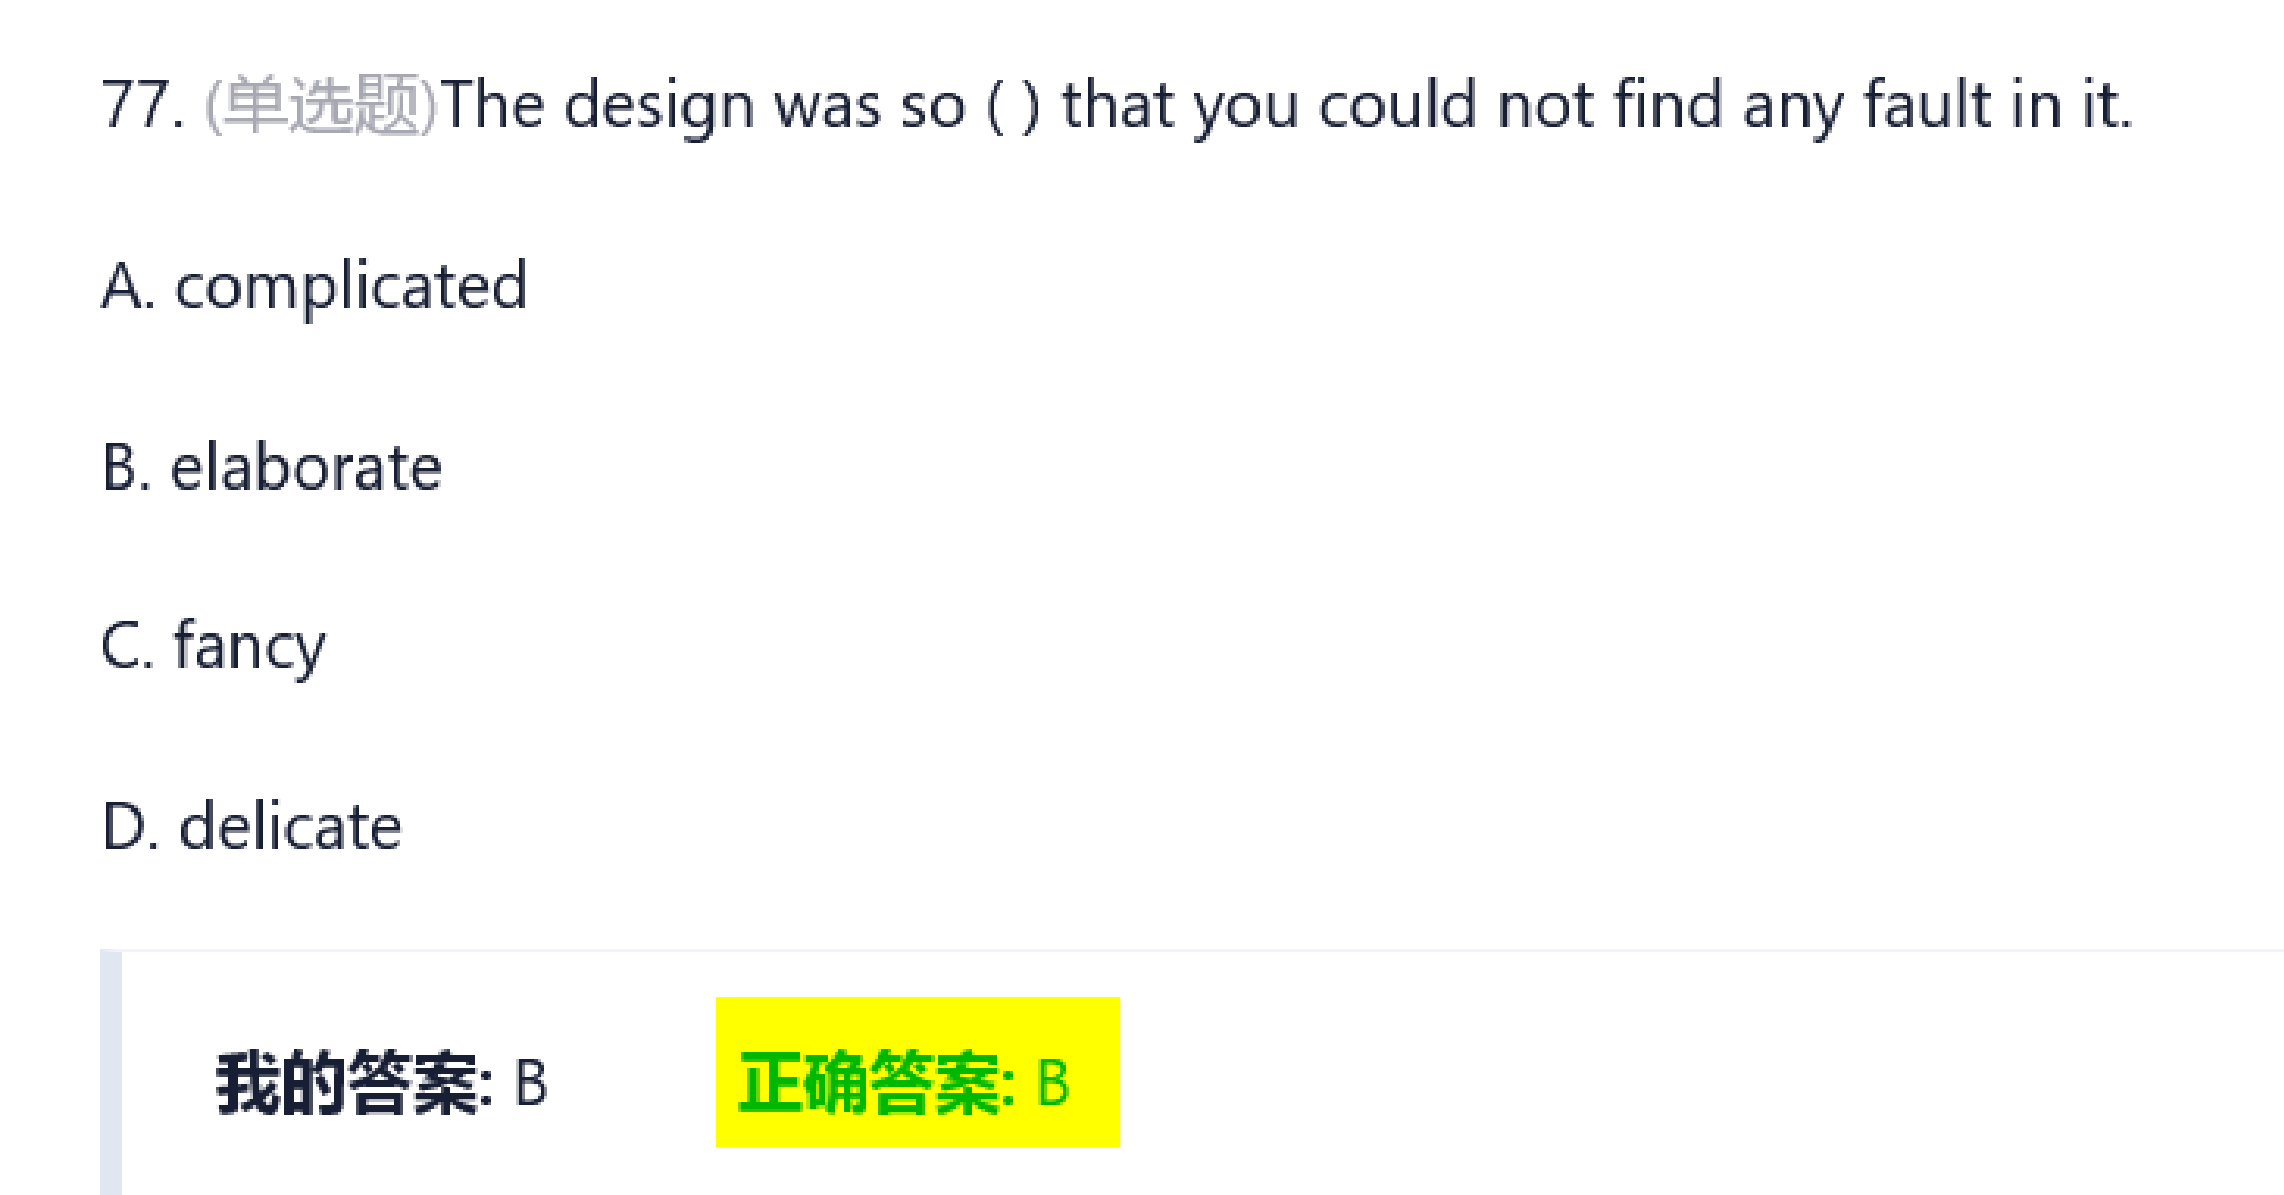 77. (单选题)The design was so ( ) that you could not find any fault in it.
A. complicated
B. elaborate
C. fancy
D. delicate
我的答案: B 正确答案: B